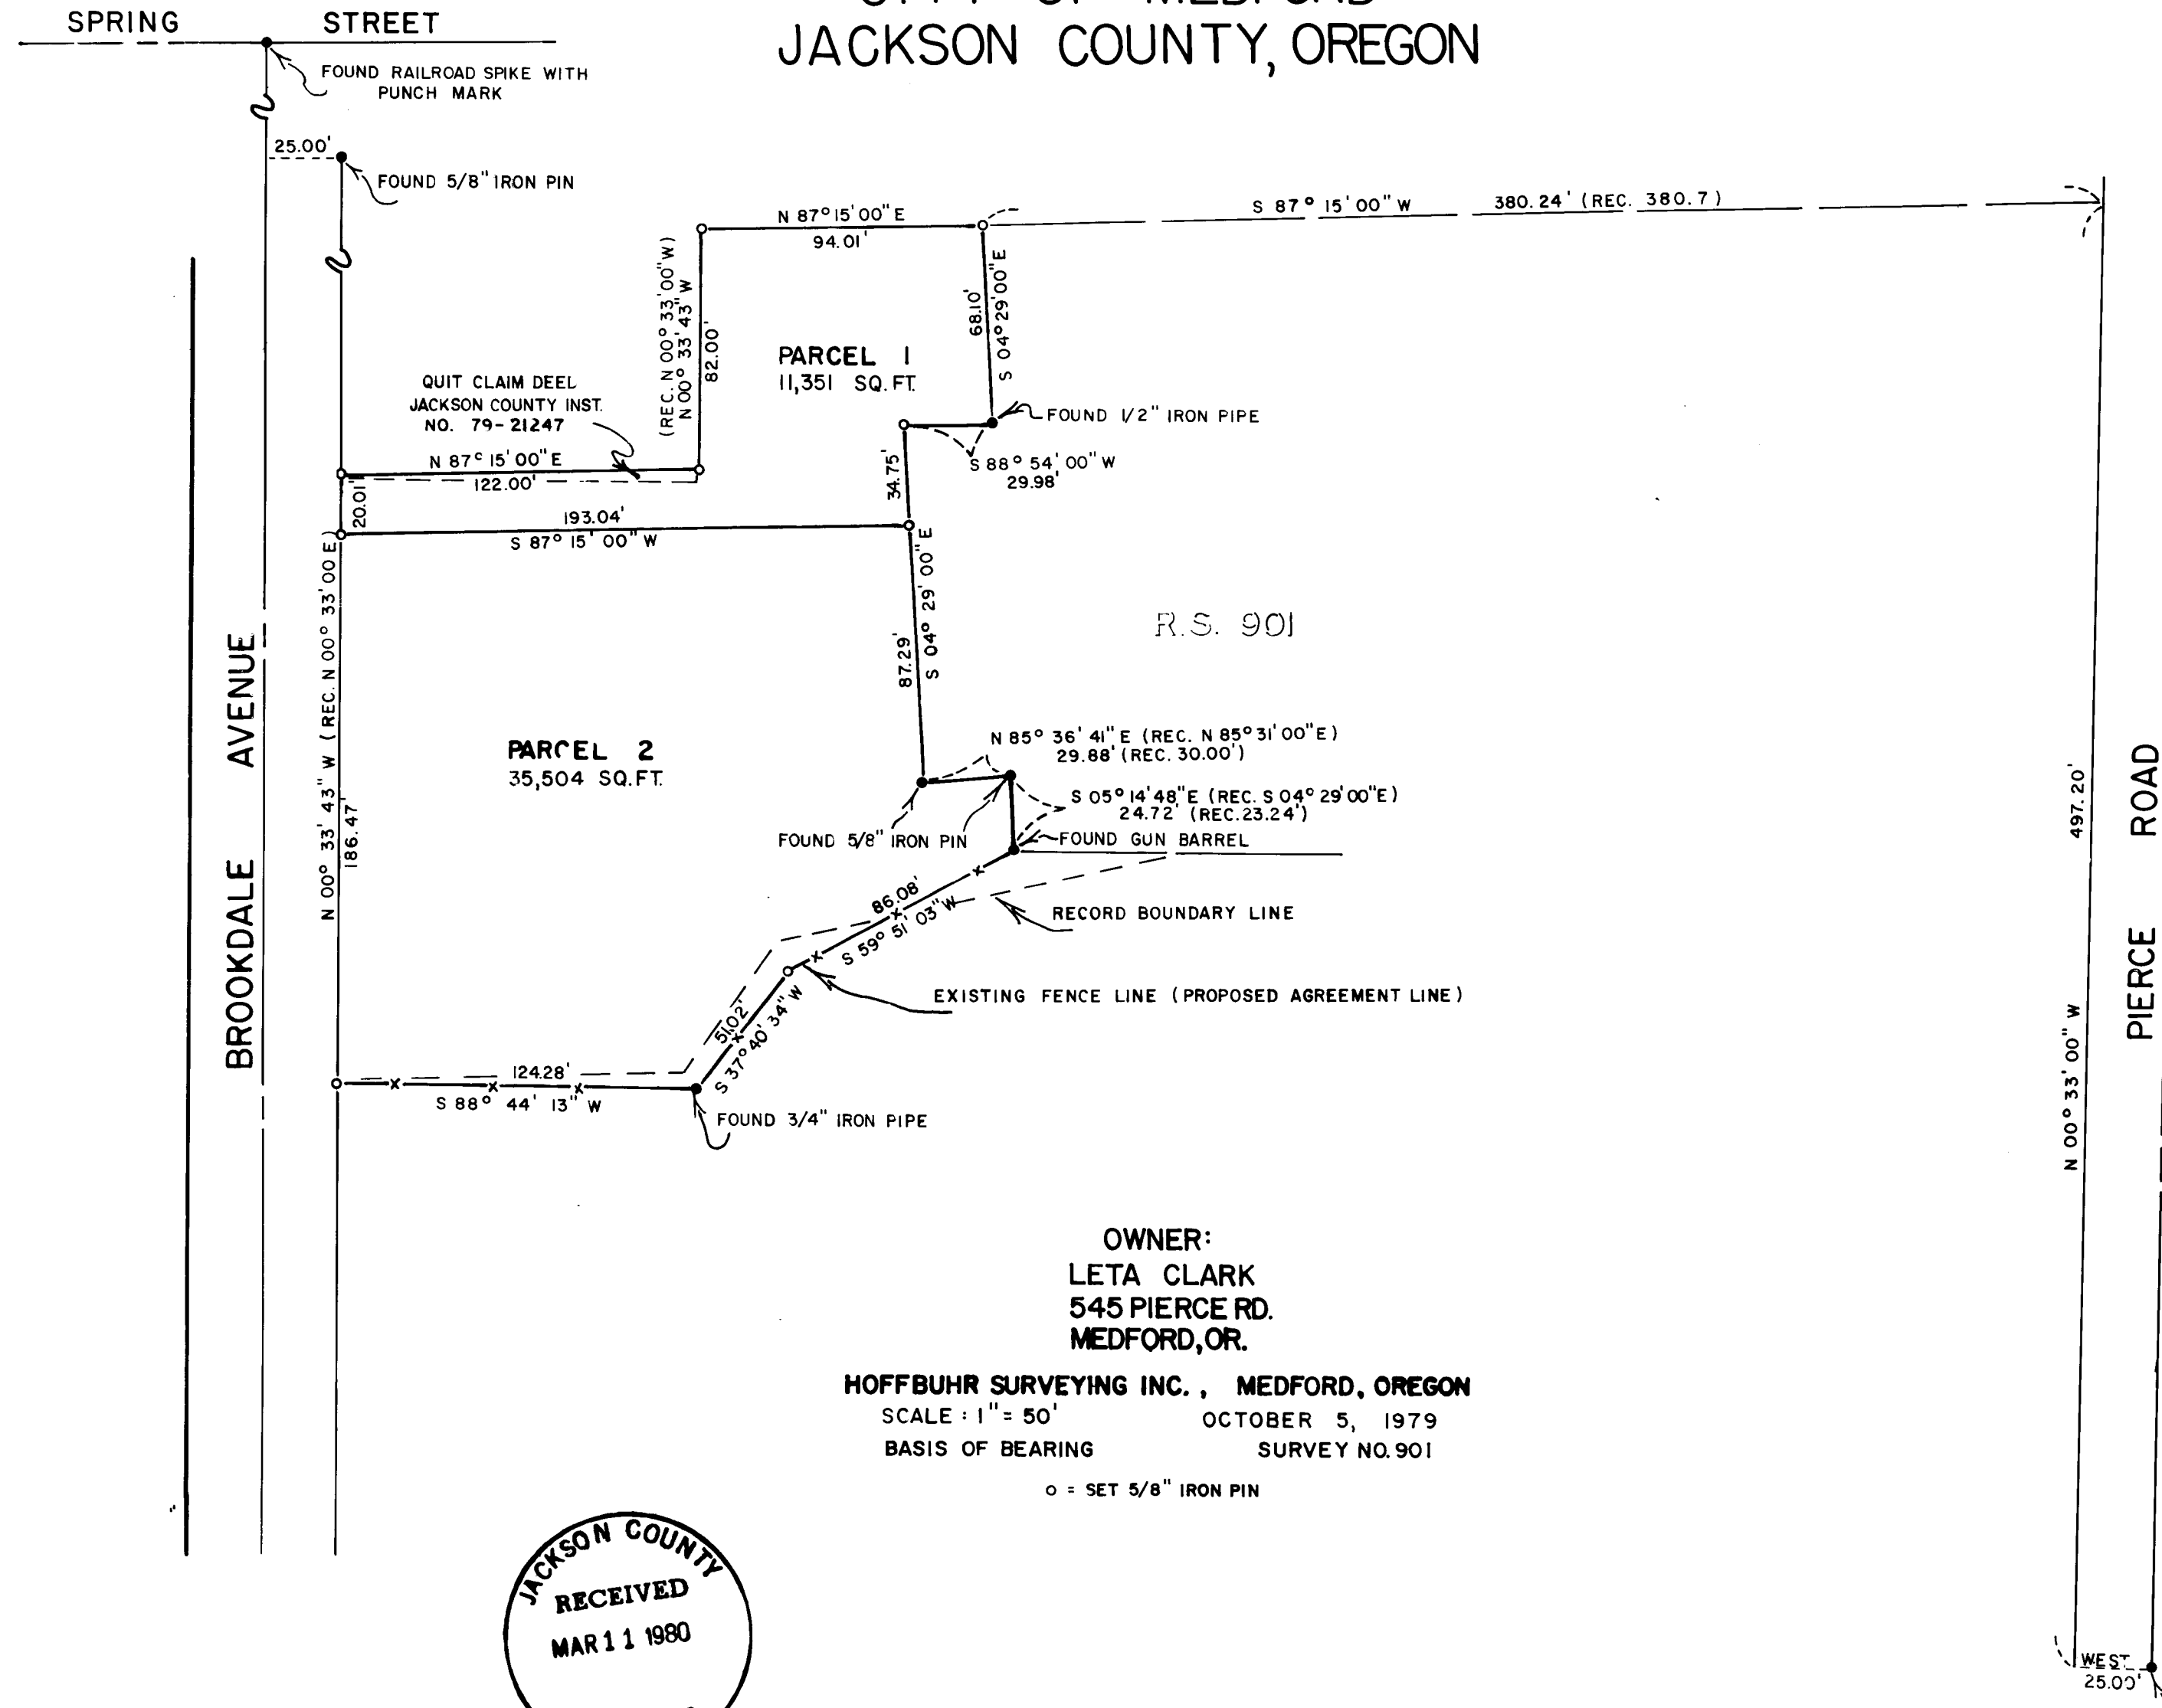 CITY OF MEDFORD
JACKSON COUNTY, OREGON
SPRING STREET
FOUND RAILROAD SPIKE WITH
PUNCH MARK
25.00'
FOUND 5/8" IRON PIN
N 87° 15' 00" E
94.01'
S 87° 15' 00" W 380.24' (REC. 380.7)
(REC. N 00° 33' 00" W)
N 00° 33' 43" W
82.00'
68.10'
S 04° 29' 00" E
PARCEL 1
11,351 SQ. FT.
QUIT CLAIM DEEL
JACKSON COUNTY INST.
NO. 79-21247
FOUND 1/2" IRON PIPE
N 87° 15' 00" E
122.00'
S 88° 54' 00" W
29.98'
34.75'
20.01'
193.04'
S 87° 15' 00" W
N 00° 33' 43" W (REC. N 00° 33' 00 E)
186.47'
87.29'
S 04° 29' 00" E
R.S. 901
BROOKDALE AVENUE
PARCEL 2
35,504 SQ. FT.
N 85° 36' 41" E (REC. N 85° 31' 00" E)
29.88' (REC. 30.00')
S 05° 14' 48" E (REC. S 04° 29' 00" E)
24.72' (REC. 23.24')
FOUND 5/8" IRON PIN
FOUND GUN BARREL
86.08'
S 59° 51' 03" W
RECORD BOUNDARY LINE
EXISTING FENCE LINE (PROPOSED AGREEMENT LINE)
51.02'
S 37° 40' 34" W
124.28'
S 88° 44' 13" W
FOUND 3/4" IRON PIPE
497.20'
N 00° 33' 00" W
PIERCE ROAD
OWNER:
LETA CLARK
545 PIERCE RD.
MEDFORD, OR.
HOFFBUHR SURVEYING INC., MEDFORD, OREGON
SCALE : 1" = 50' OCTOBER 5, 1979
BASIS OF BEARING SURVEY NO. 901
o = SET 5/8" IRON PIN
JACKSON COUNTY
RECEIVED
MAR 11 1980
WEST
25.00'